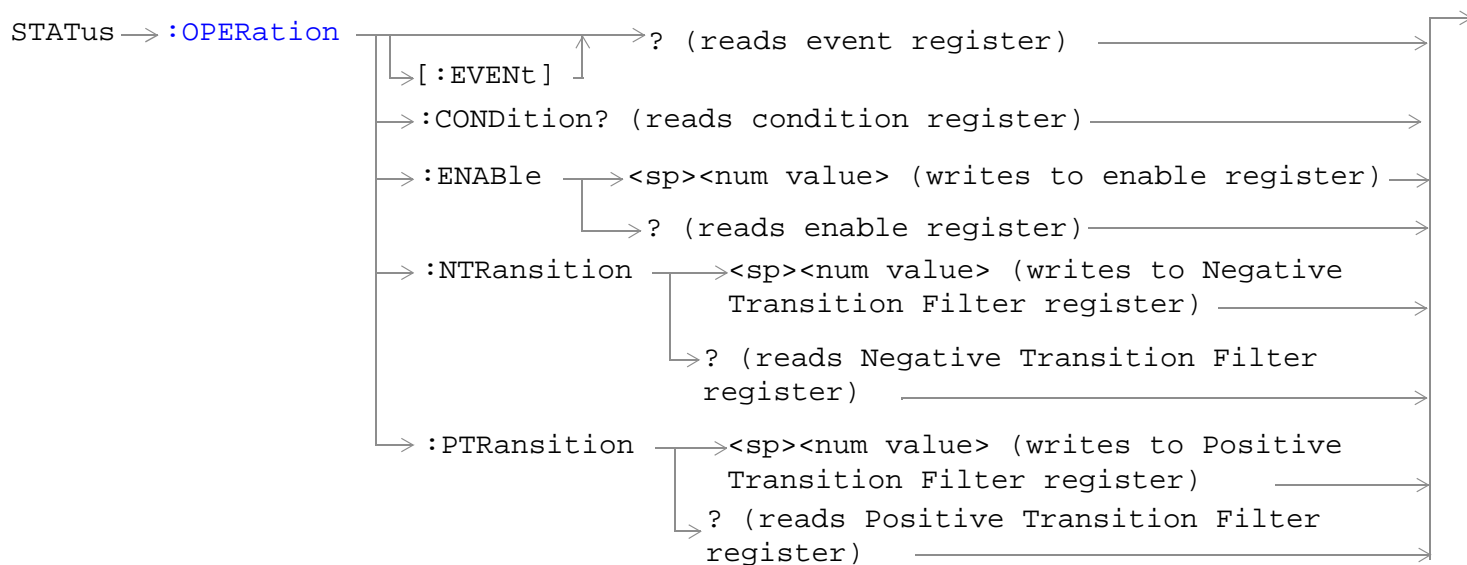 STATus :OPERation ? (reads event register)
[:EVENt]
:CONDition? (reads condition register)
:ENABle <sp><num value> (writes to enable register)
? (reads enable register)
:NTRansition <sp><num value> (writes to Negative
Transition Filter register)
? (reads Negative Transition Filter
register)
:PTRansition <sp><num value> (writes to Positive
Transition Filter register)
? (reads Positive Transition Filter
register)